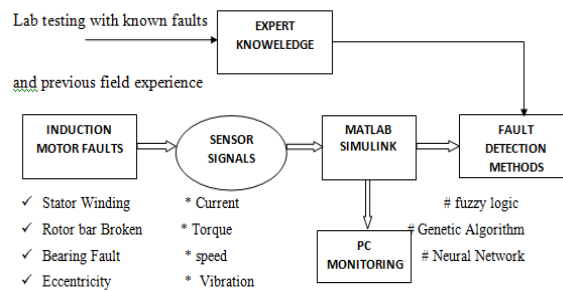 Lab testing with known faults
EXPERT
KNOWELEDGE
and previous field experience
INDUCTION
MOTOR FAULTS
SENSOR
SIGNALS
MATLAB
SIMULINK
FAULT
DETECTION
METHODS
✓ Stator Winding
✓ Rotor bar Broken
✓ Bearing Fault
✓ Eccentricity
* Current
* Torque
* speed
* Vibration
PC
MONITORING
# fuzzy logic
# Genetic Algorithm
# Neural Network